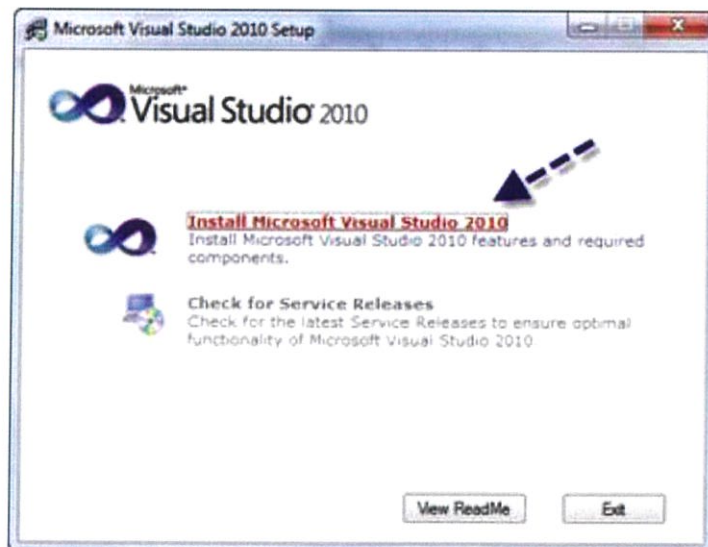 Microsoft Visual Studio 2010 Setup
Microsoft®
Visual Studio 2010
Install Microsoft Visual Studio 2010
Install Microsoft Visual Studio 2010 features and required
components.
Check for Service Releases
Check for the latest Service Releases to ensure optimal
functionality of Microsoft Visual Studio 2010
View ReadMe
Exit